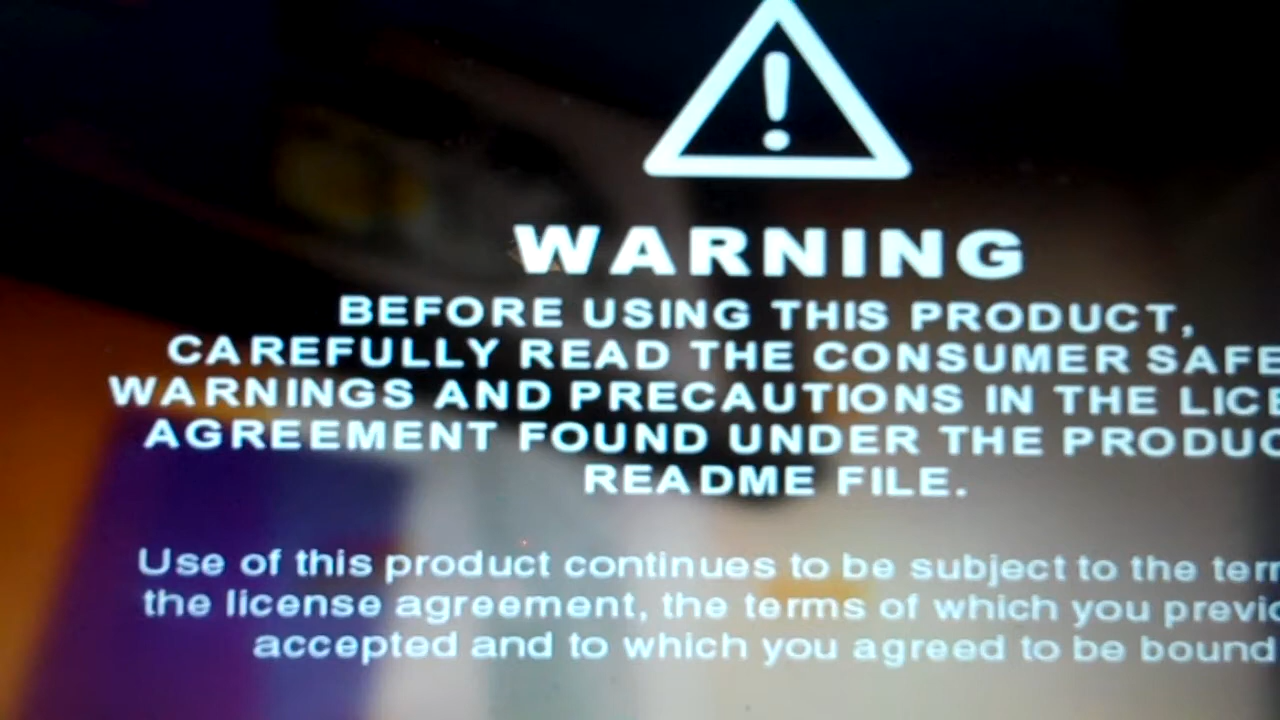 WARNING
BEFORE USING THIS PRODUCT,
CAREFULLY READ THE CONSUMER SAFE
WARNINGS AND PRECAUTIONS IN THE LICE
AGREEMENT FOUND UNDER THE PRODUC
README FILE.
Use of this product continues to be subject to the terr
the license agreement, the terms of which you previo
accepted and to which you agreed to be bound